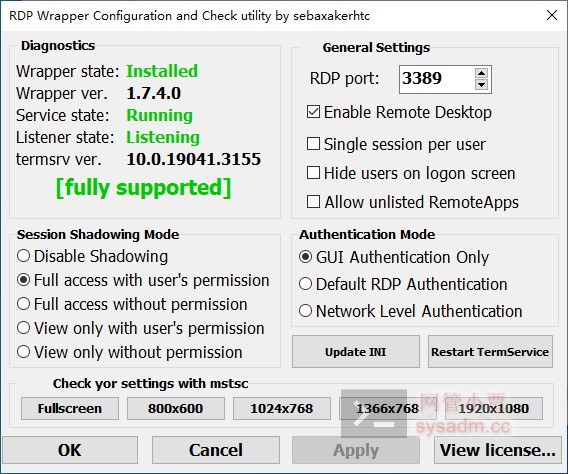 RDP Wrapper Configuration and Check utility by sebaxakerhtc
Diagnostics
Wrapper state: Installed
Wrapper ver. 1.7.4.0
Service state: Running
Listener state: Listening
termsrv ver. 10.0.19041.3155
[fully supported]
General Settings
RDP port: 3389
Enable Remote Desktop
Single session per user
Hide users on logon screen
Allow unlisted RemoteApps
Session Shadowing Mode
Disable Shadowing
Full access with user's permission
Full access without permission
View only with user's permission
View only without permission
Authentication Mode
GUI Authentication Only
Default RDP Authentication
Network Level Authentication
Update INI Restart TermService
Check yor settings with mstsc
Fullscreen 800x600 1024x768 1366x768 1920x1080
网管小贾
sysadm.cc
OK Cancel Apply View license...